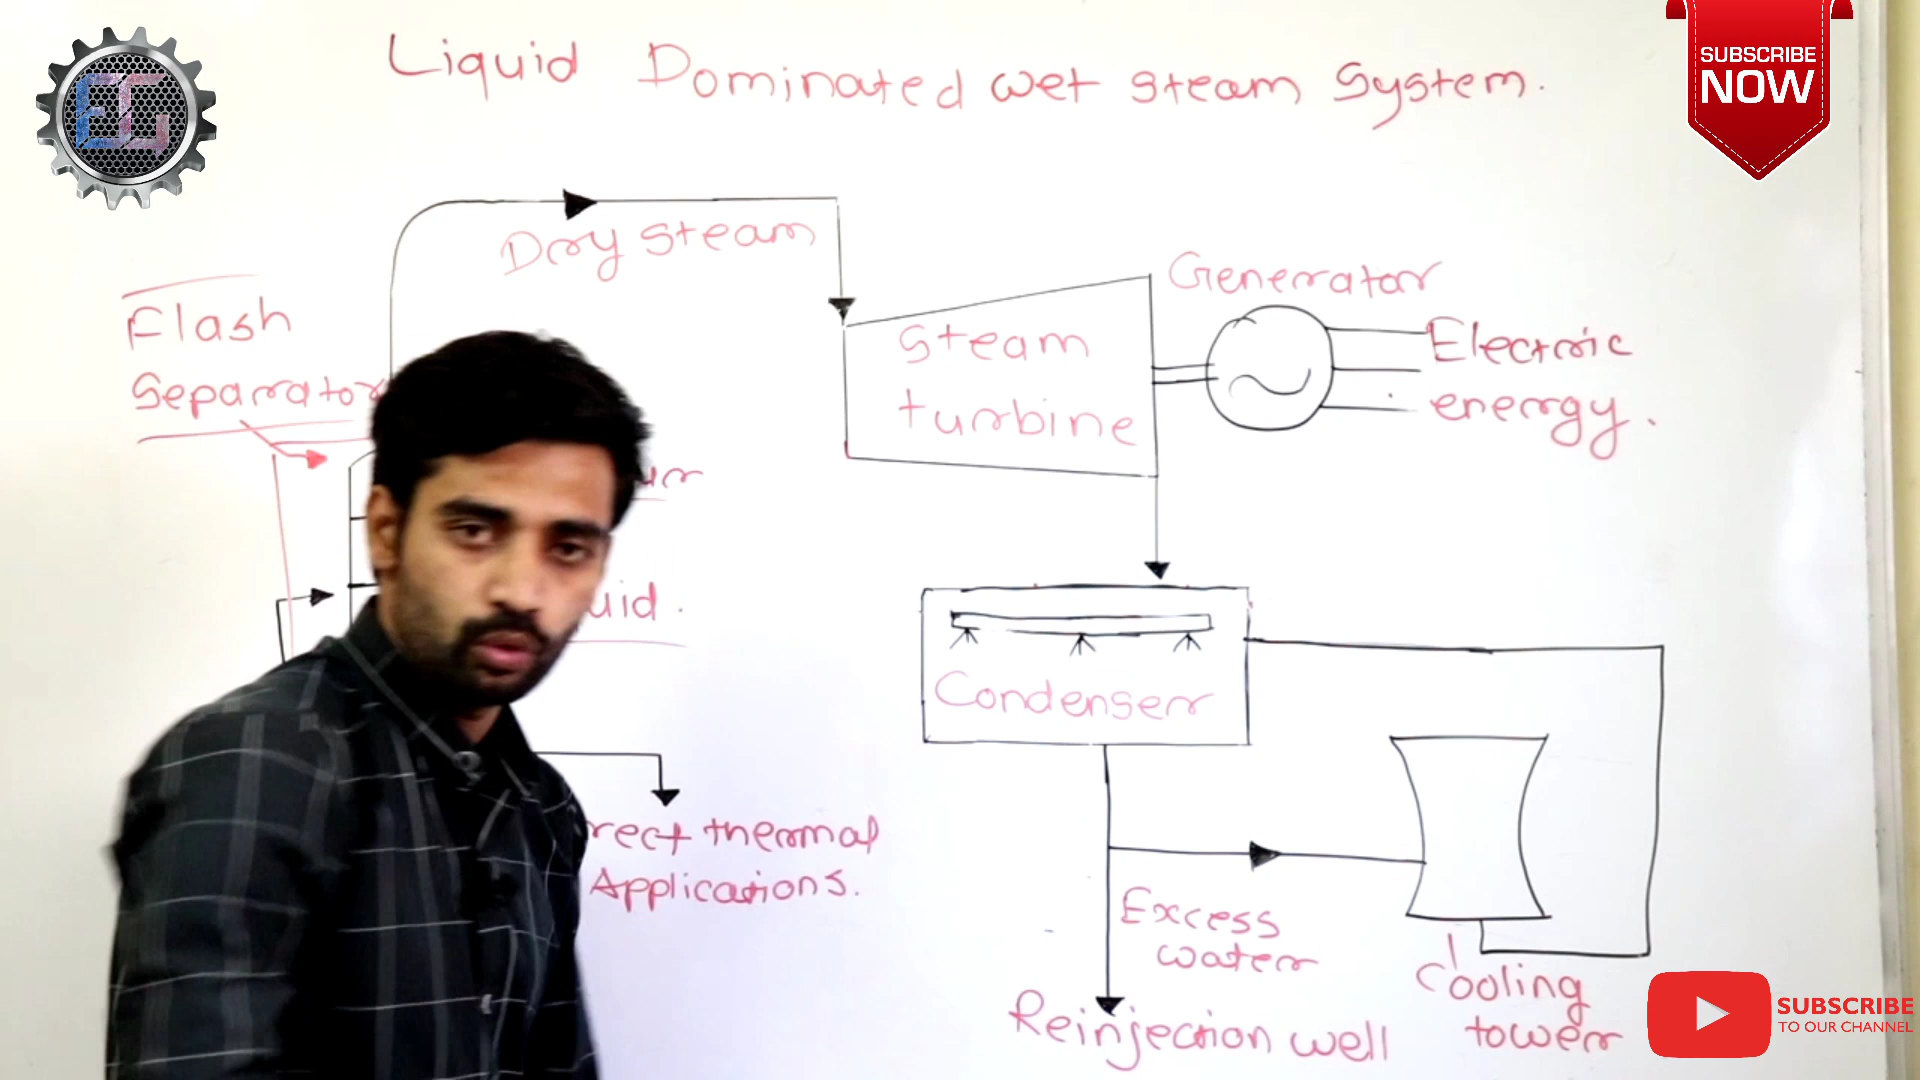 Liquid Dominated wet steam System.
SUBSCRIBE
NOW
EG
Dry steam
Generator
Flash
Separator
Steam
turbine
Electric
energy.
Condenser
rect thermal
Applications.
Excess
water
Cooling
tower
Reinjection well
SUBSCRIBE
TO OUR CHANNEL